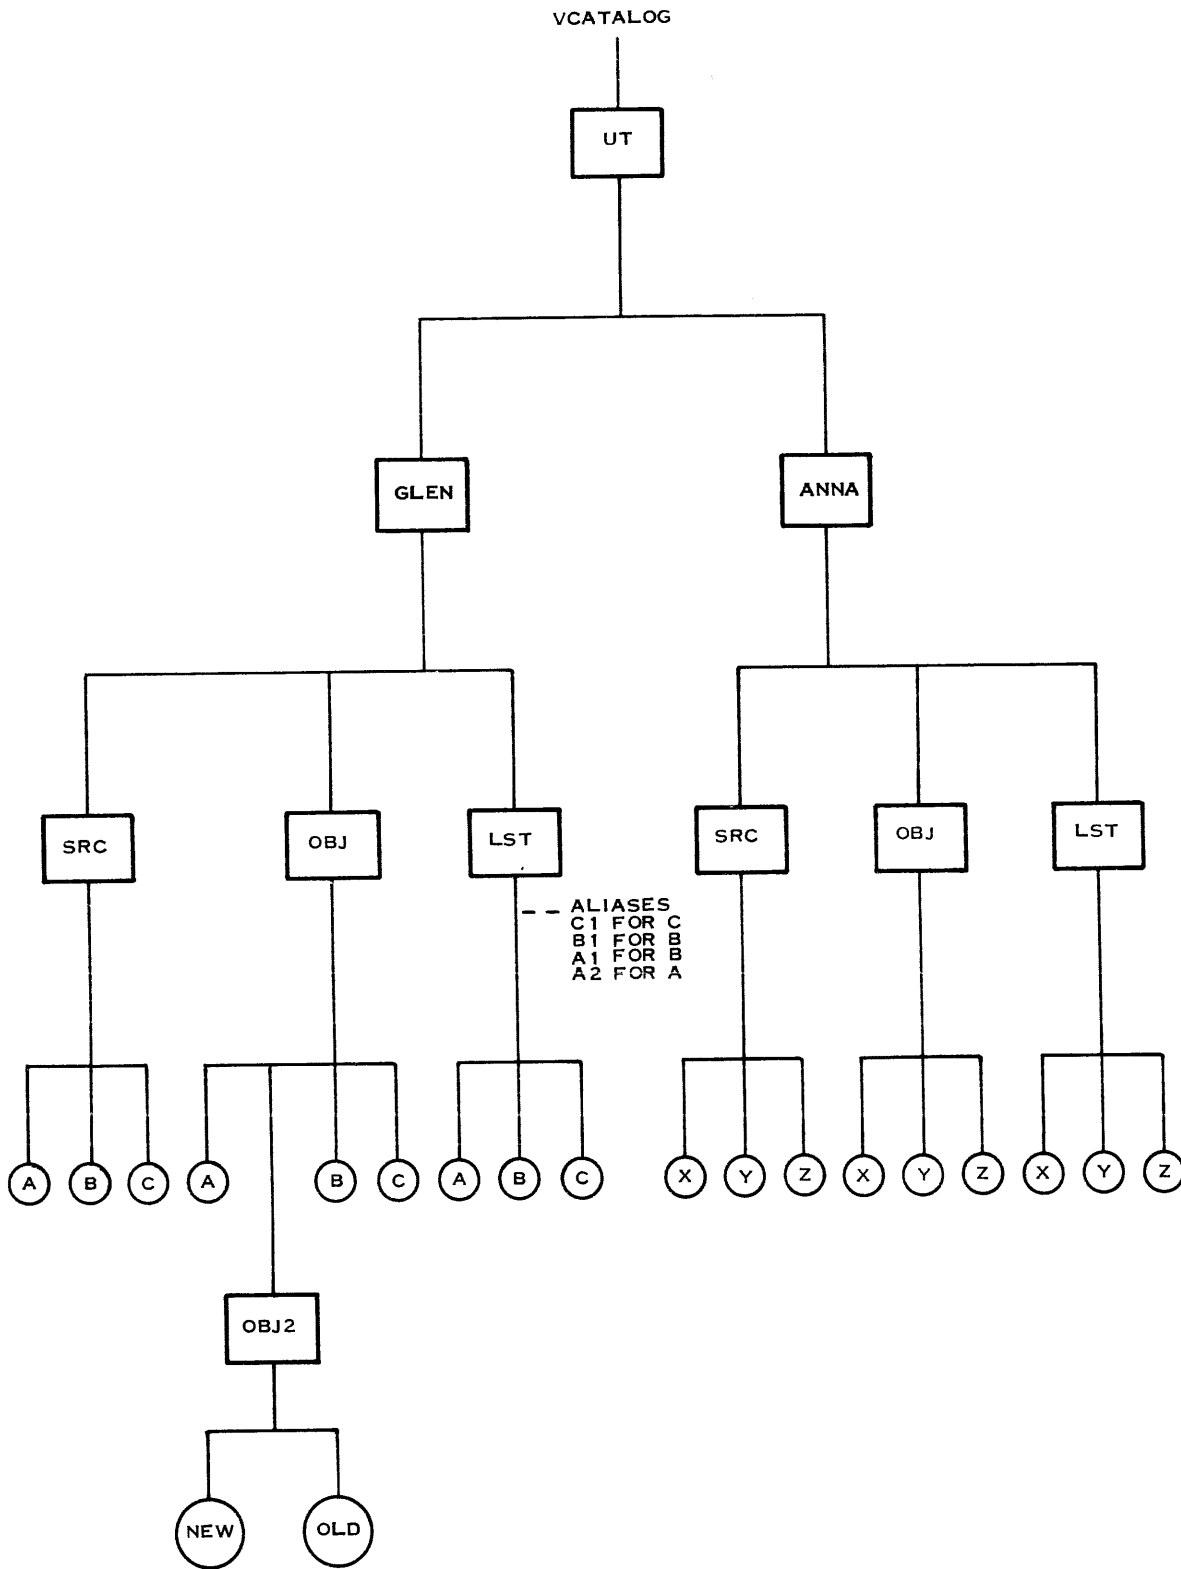 VCATALOG
UT
GLEN
ANNA
SRC
OBJ
LST
SRC
OBJ
LST
ALIASES
C1 FOR C
B1 FOR B
A1 FOR B
A2 FOR A
A
B
C
A
B
C
A
B
C
X
Y
Z
X
Y
Z
X
Y
Z
OBJ2
NEW
OLD